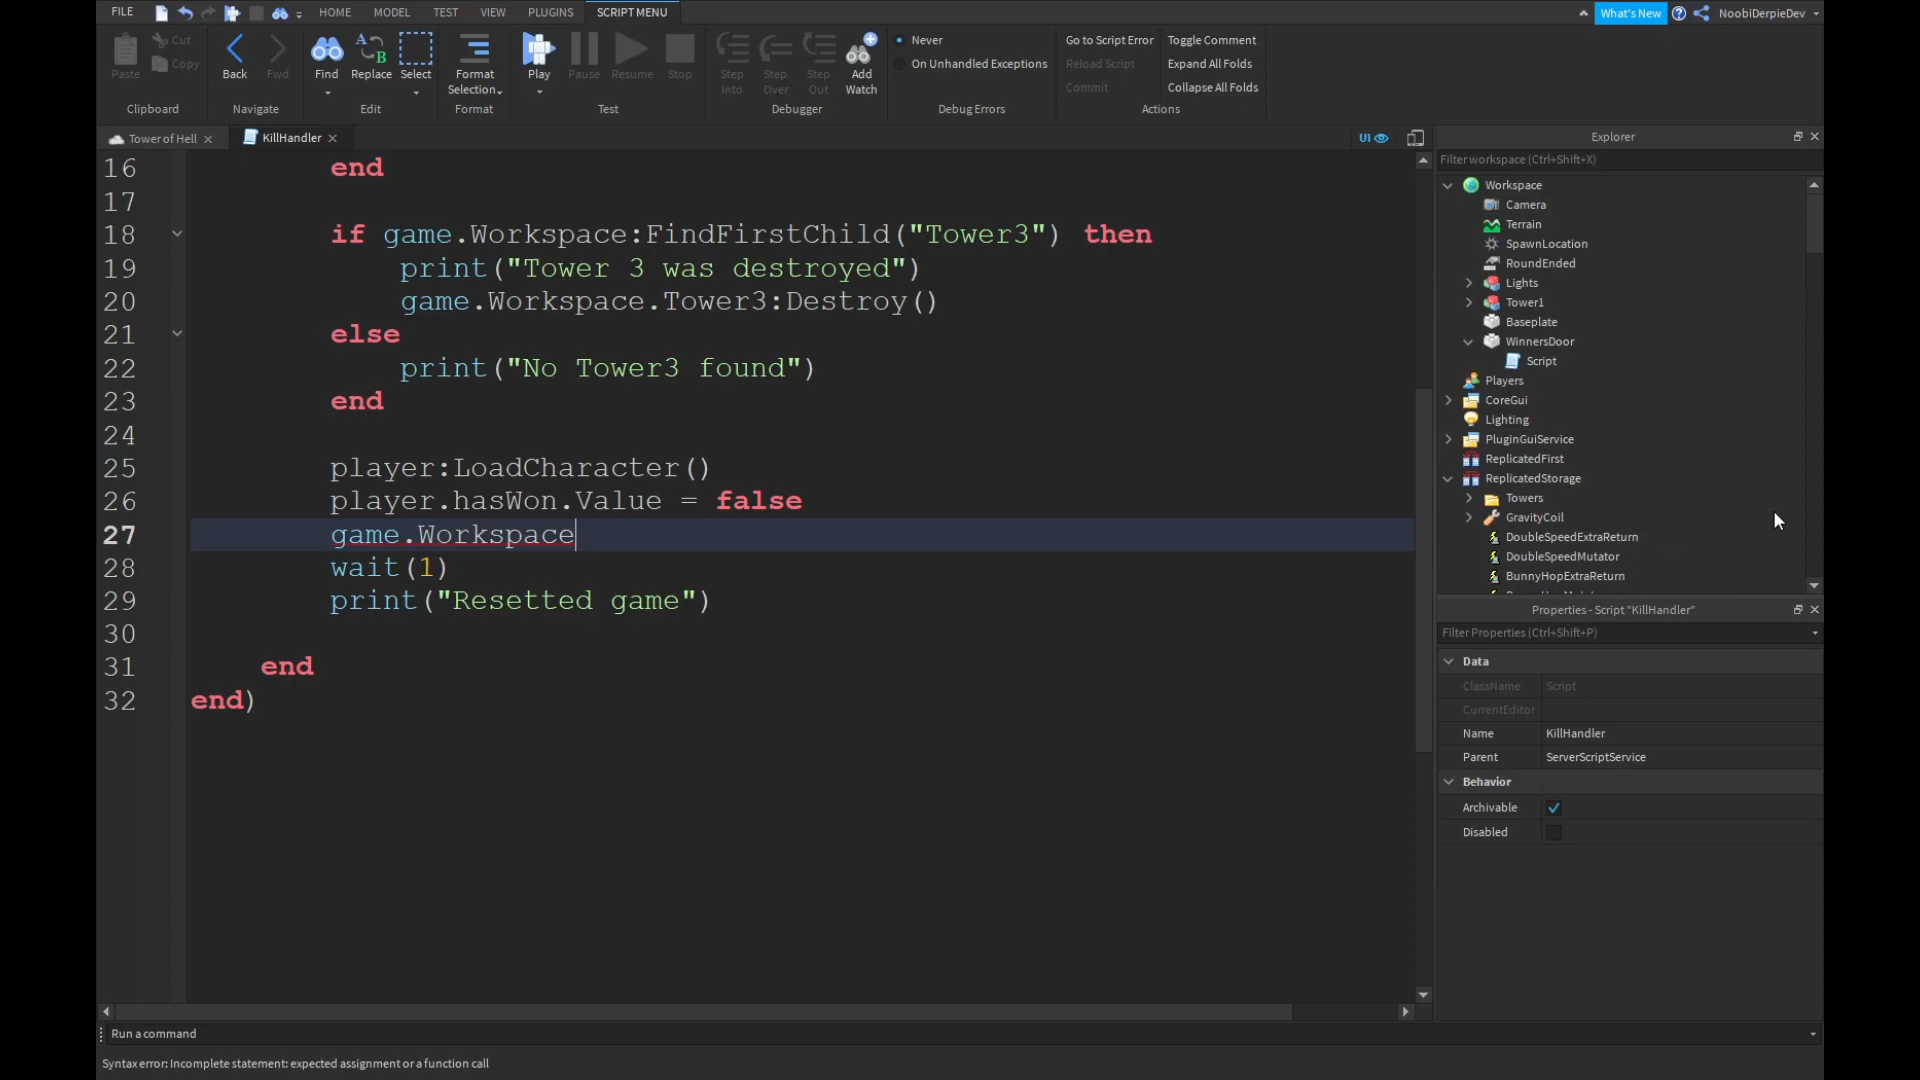 FILE HOME MODEL TEST VIEW PLUGINS SCRIPT MENU What's New NoobiDerpieDev
Paste Cut Copy Back Fwd Find Replace Select Format Selection Play Pause Resume Stop Step Into Step Over Step Out Add Watch
Never
On Unhandled Exceptions
Go to Script Error
Reload Script
Commit
Toggle Comment
Expand All Folds
Collapse All Folds
Clipboard Navigate Edit Format Test Debugger Debug Errors Actions
Tower of Hell KillHandler UI
16 end
17
18 if game.Workspace:FindFirstChild("Tower3") then
19 print("Tower 3 was destroyed")
20 game.Workspace.Tower3:Destroy()
21 else
22 print("No Tower3 found")
23 end
24
25 player:LoadCharacter()
26 player.hasWon.Value = false
27 game.Workspace
28 wait(1)
29 print("Resetted game")
30
31 end
32 end)
Explorer
Filter workspace (Ctrl+Shift+X)
Workspace
Camera
Terrain
SpawnLocation
RoundEnded
Lights
Tower1
Baseplate
WinnersDoor
Script
Players
CoreGui
Lighting
PluginGuiService
ReplicatedFirst
ReplicatedStorage
Towers
GravityCoil
DoubleSpeedExtraReturn
DoubleSpeedMutator
BunnyHopExtraReturn
Properties - Script "KillHandler"
Filter Properties (Ctrl+Shift+P)
Data
ClassName Script
CurrentEditor
Name KillHandler
Parent ServerScriptService
Behavior
Archivable
Disabled
Run a command
Syntax error: Incomplete statement: expected assignment or a function call